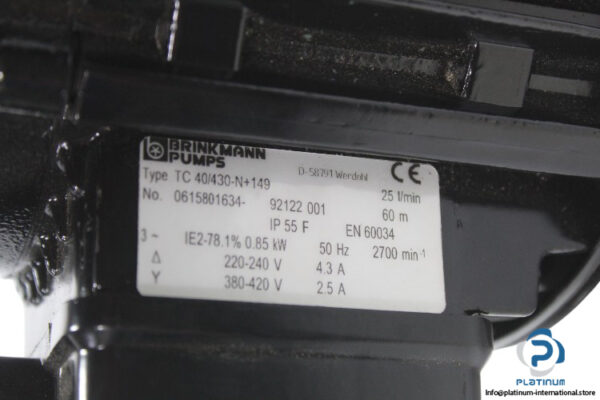 BRINKMANN
PUMPS
D-58791 Werdohl
CE
Type TC 40/430-N+149
25 l/min
No. 0615801634- 92122 001
60 m
IP 55 F EN 60034
3 ~ IE2-78.1% 0.85 kW 50 Hz 2700 min⁻¹
Δ 220-240 V 4.3 A
Y 380-420 V 2.5 A
PLATINUM
Info@platinum-international.store